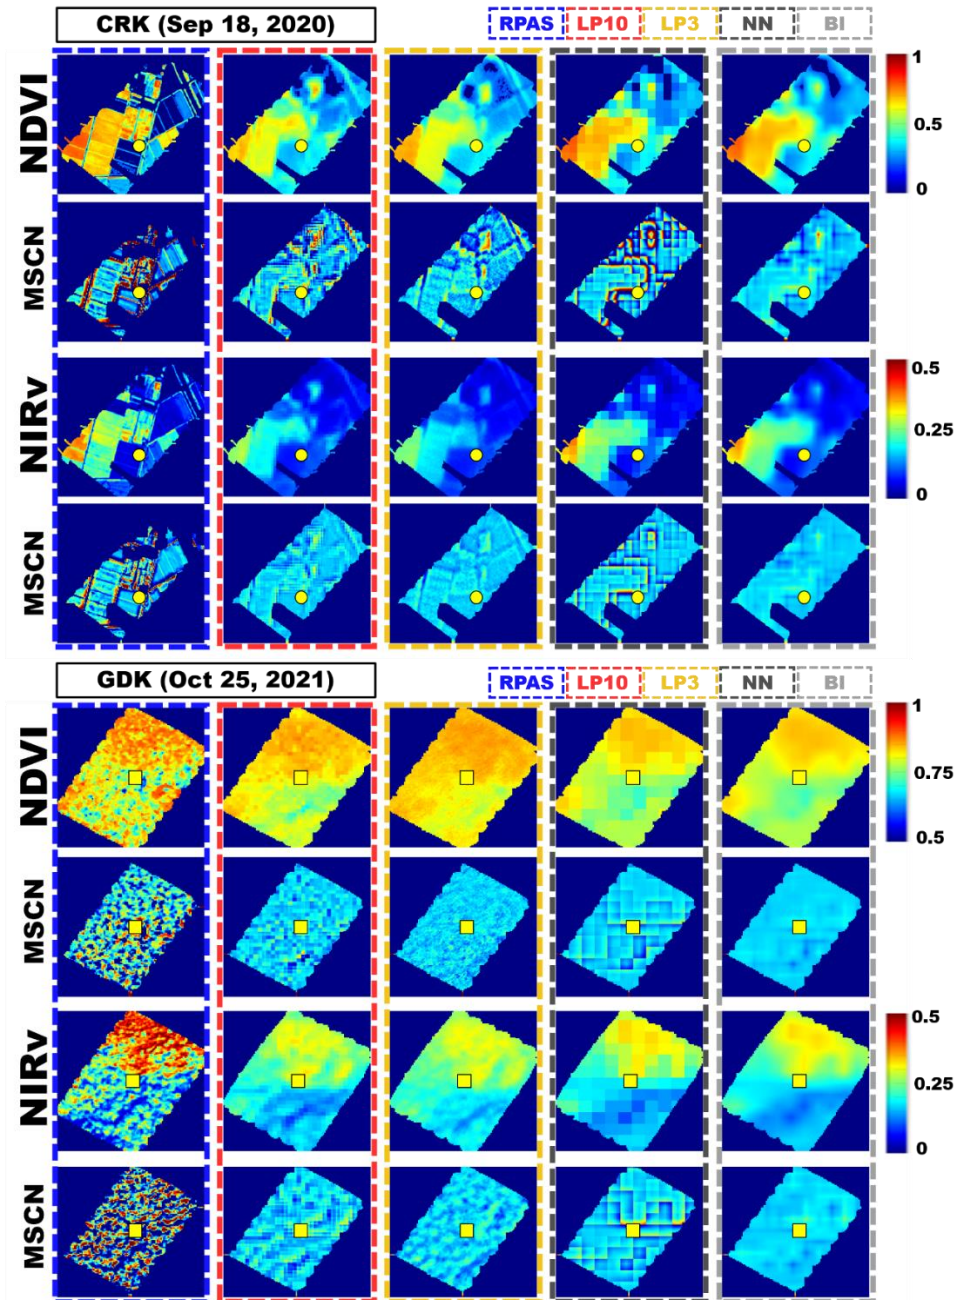 CRK (Sep 18, 2020)
RPAS LP10 LP3 NN BI
NDVI
1
0.5
0
MSCN
NIRv
0.5
0.25
0
MSCN
GDK (Oct 25, 2021)
RPAS LP10 LP3 NN BI
NDVI
1
0.75
0.5
MSCN
NIRv
0.5
0.25
0
MSCN